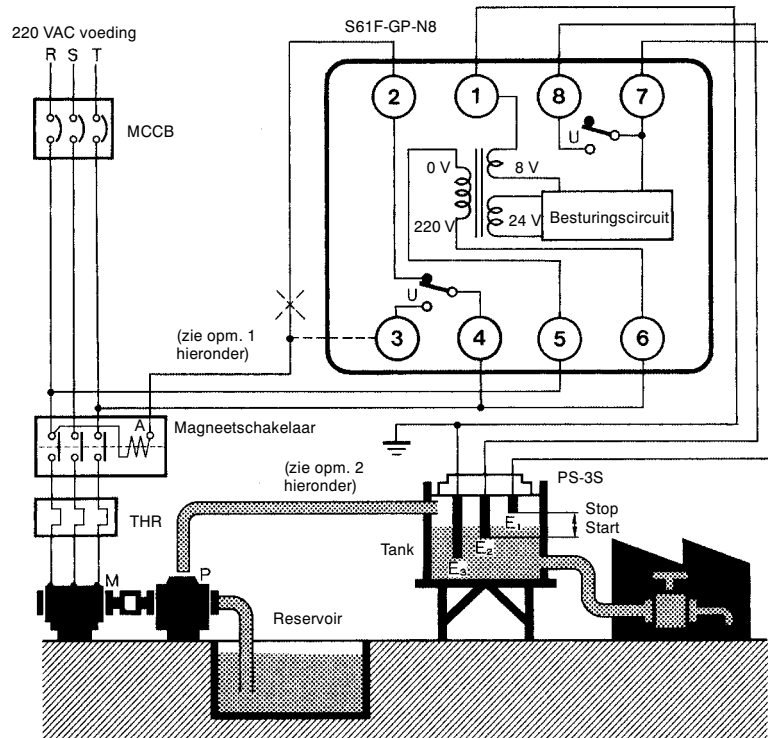 S61F-GP-N8
220 VAC voeding
R S T
MCCB
2 1 8 7
U
0 V 8 V
220 V 24 V
Besturingscircuit
U
3 4 5 6
(zie opm. 1
hieronder)
A
Magneetschakelaar
(zie opm. 2
hieronder)
PS-3S
THR
Stop
Start
E1
E2
E3
Tank
M
P
Reservoir